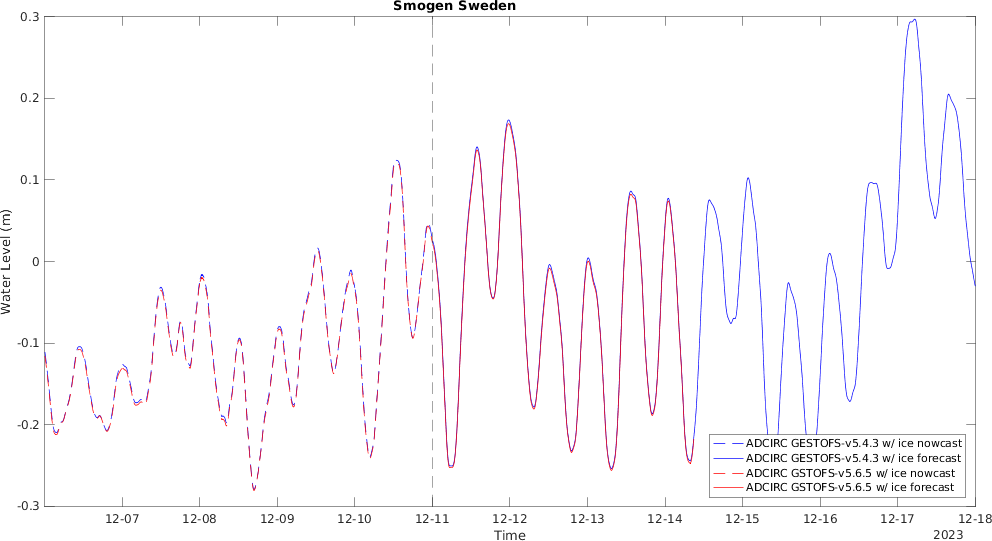 Smogen Sweden
0.3
0.2
0.1
0
-0.1
-0.2
-0.3
Water Level (m)
ADCIRC GESTOFS-v5.4.3 w/ ice nowcast
ADCIRC GESTOFS-v5.4.3 w/ ice forecast
ADCIRC GSTOFS-v5.6.5 w/ ice nowcast
ADCIRC GSTOFS-v5.6.5 w/ ice forecast
12-07 12-08 12-09 12-10 12-11 12-12 12-13 12-14 12-15 12-16 12-17 12-18
Time
2023